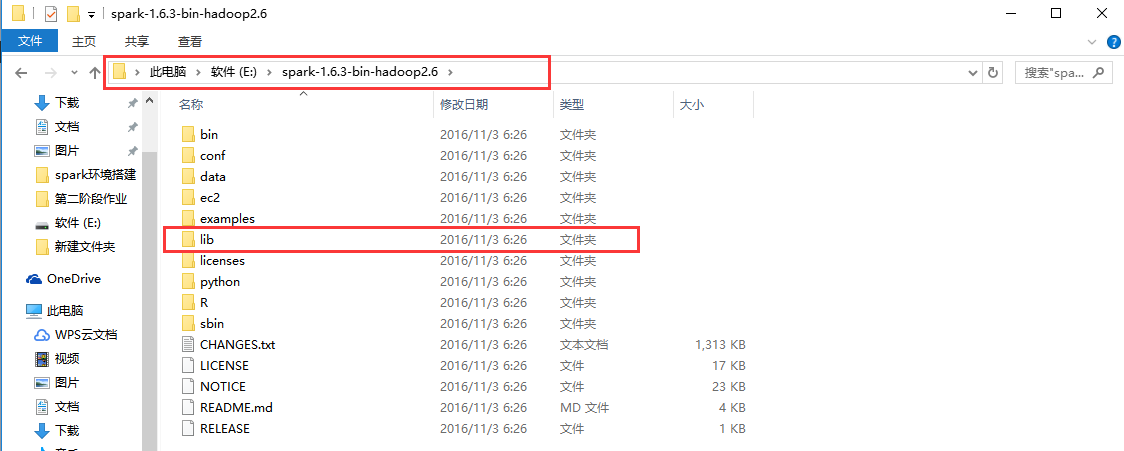 spark-1.6.3-bin-hadoop2.6
文件 主页 共享 查看
此电脑 软件 (E:) spark-1.6.3-bin-hadoop2.6 搜索"spa...
下载
文档
图片
spark环境搭建
第二阶段作业
软件 (E:)
新建文件夹
OneDrive
此电脑
WPS云文档
视频
图片
文档
下载
名称 修改日期 类型 大小
bin 2016/11/3 6:26 文件夹
conf 2016/11/3 6:26 文件夹
data 2016/11/3 6:26 文件夹
ec2 2016/11/3 6:26 文件夹
examples 2016/11/3 6:26 文件夹
lib 2016/11/3 6:26 文件夹
licenses 2016/11/3 6:26 文件夹
python 2016/11/3 6:26 文件夹
R 2016/11/3 6:26 文件夹
sbin 2016/11/3 6:26 文件夹
CHANGES.txt 2016/11/3 6:26 文本文档 1,313 KB
LICENSE 2016/11/3 6:26 文件 17 KB
NOTICE 2016/11/3 6:26 文件 23 KB
README.md 2016/11/3 6:26 MD 文件 4 KB
RELEASE 2016/11/3 6:26 文件 1 KB